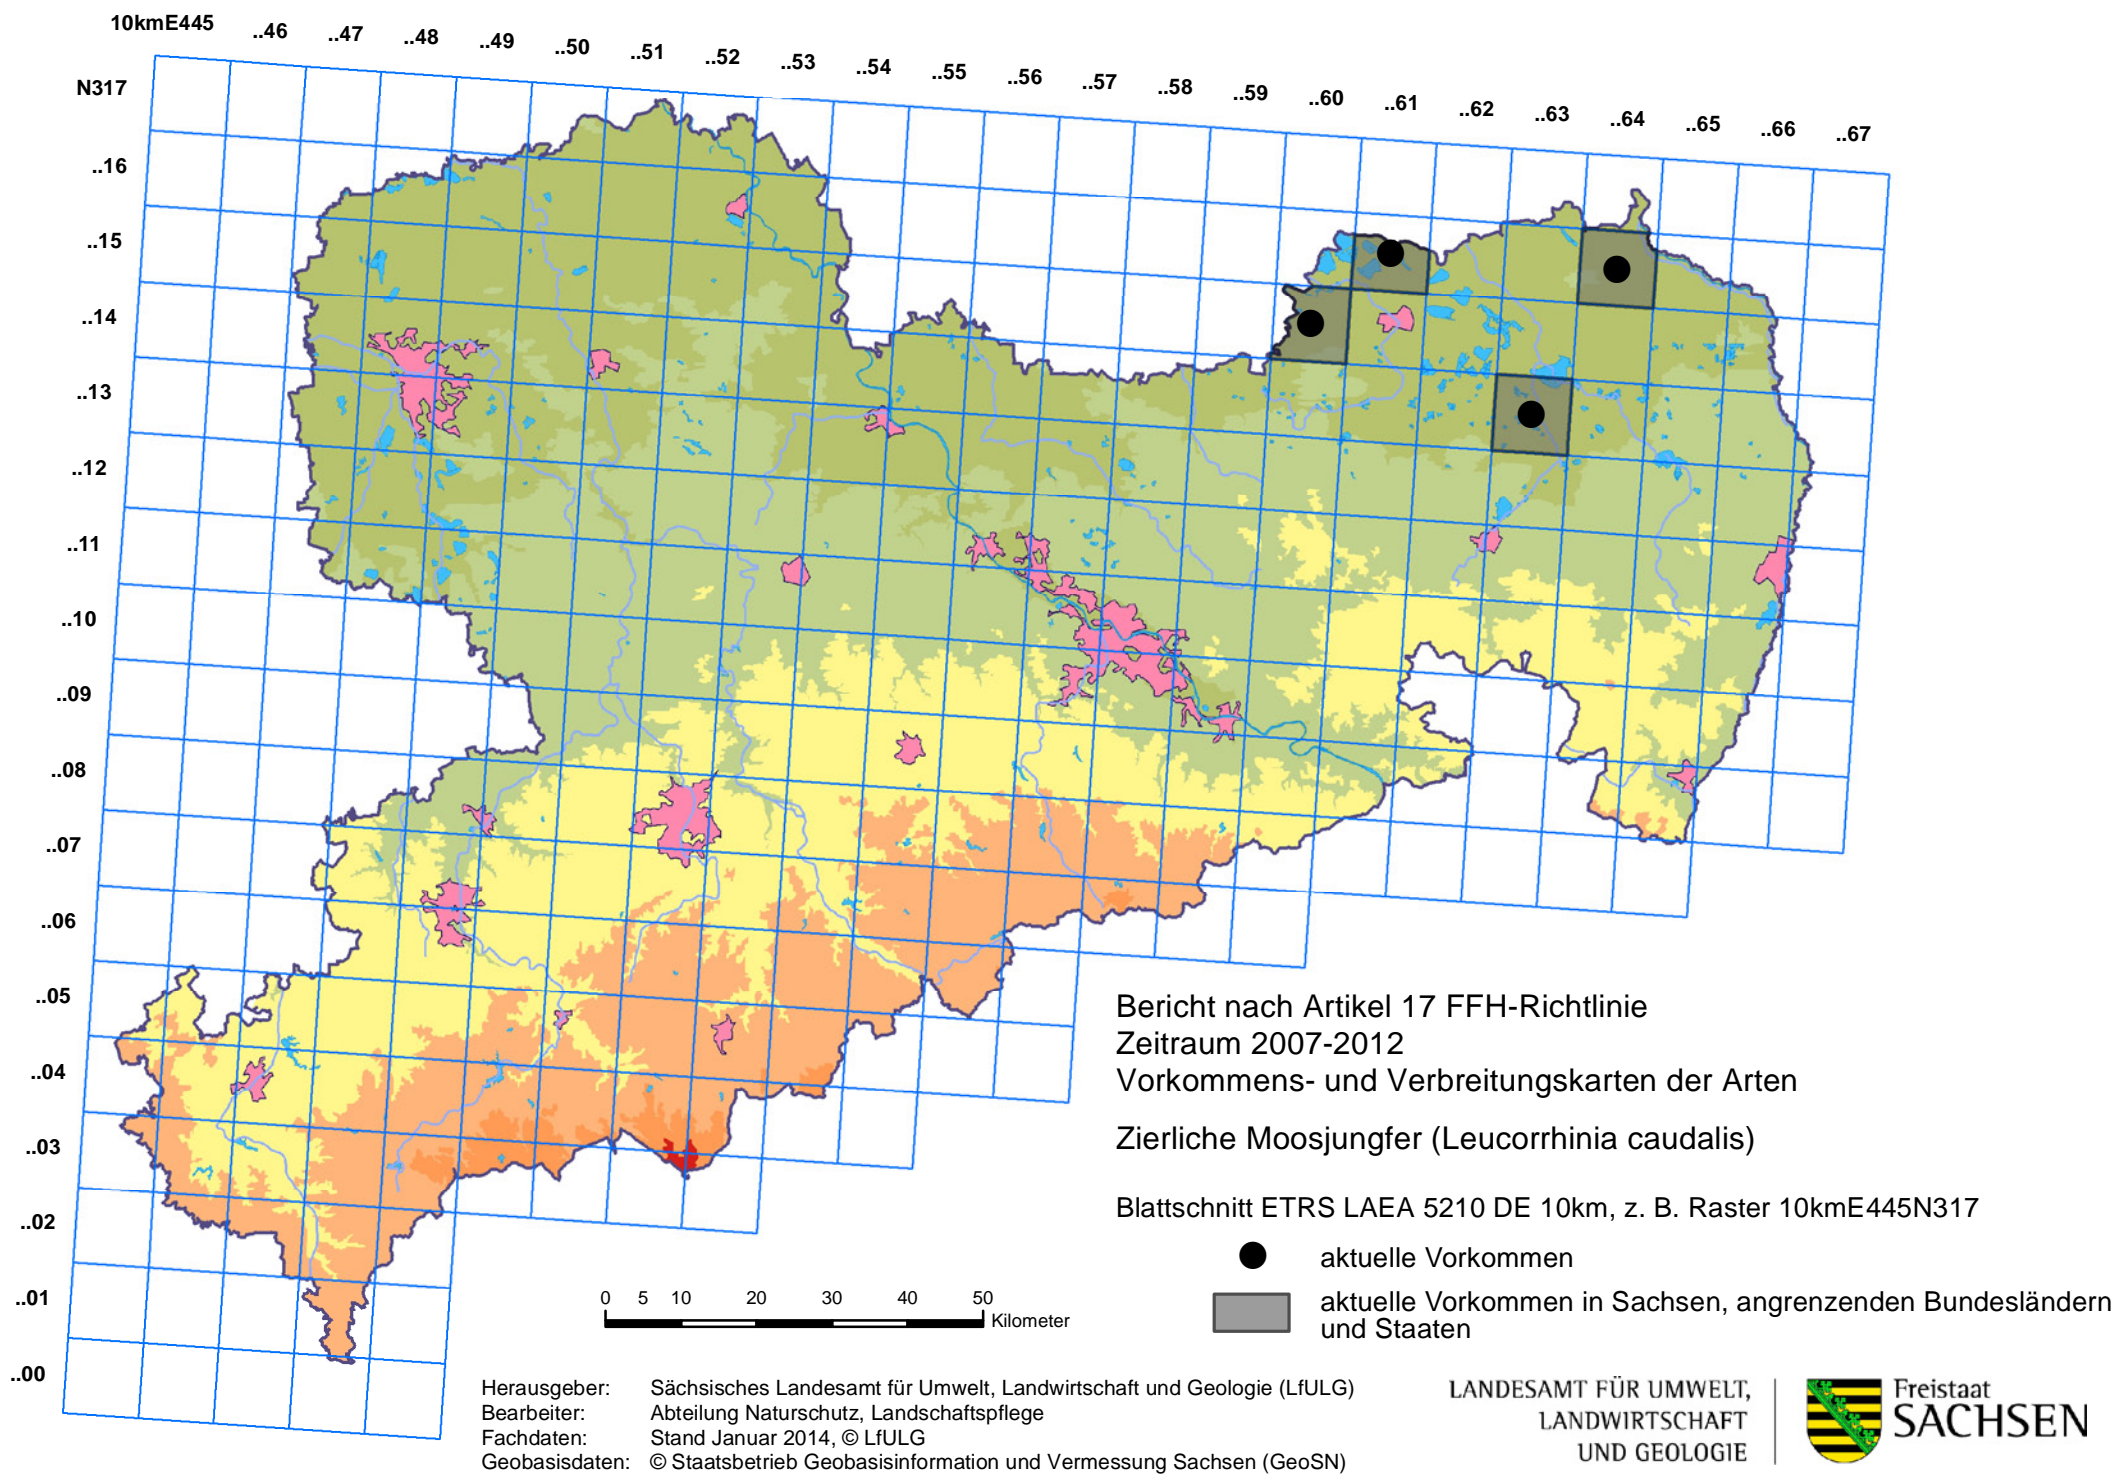 10kmE445 ..46 ..47 ..48 ..49 ..50 ..51 ..52 ..53 ..54 ..55 ..56 ..57 ..58 ..59 ..60 ..61 ..62 ..63 ..64 ..65 ..66 ..67
N317
..16
..15
..14
..13
..12
..11
..10
..09
..08
..07
..06
..05
..04
..03
..02
..01
..00
Bericht nach Artikel 17 FFH-Richtlinie
Zeitraum 2007-2012
Vorkommens- und Verbreitungskarten der Arten
Zierliche Moosjungfer (Leucorrhinia caudalis)
Blattschnitt ETRS LAEA 5210 DE 10km, z. B. Raster 10kmE445N317
aktuelle Vorkommen
aktuelle Vorkommen in Sachsen, angrenzenden Bundesländern
und Staaten
0 5 10 20 30 40 50
Kilometer
Herausgeber: Sächsisches Landesamt für Umwelt, Landwirtschaft und Geologie (LfULG)
Bearbeiter: Abteilung Naturschutz, Landschaftspflege
Fachdaten: Stand Januar 2014, © LfULG
Geobasisdaten: © Staatsbetrieb Geobasisinformation und Vermessung Sachsen (GeoSN)
LANDESAMT FÜR UMWELT,
LANDWIRTSCHAFT
UND GEOLOGIE
Freistaat
SACHSEN